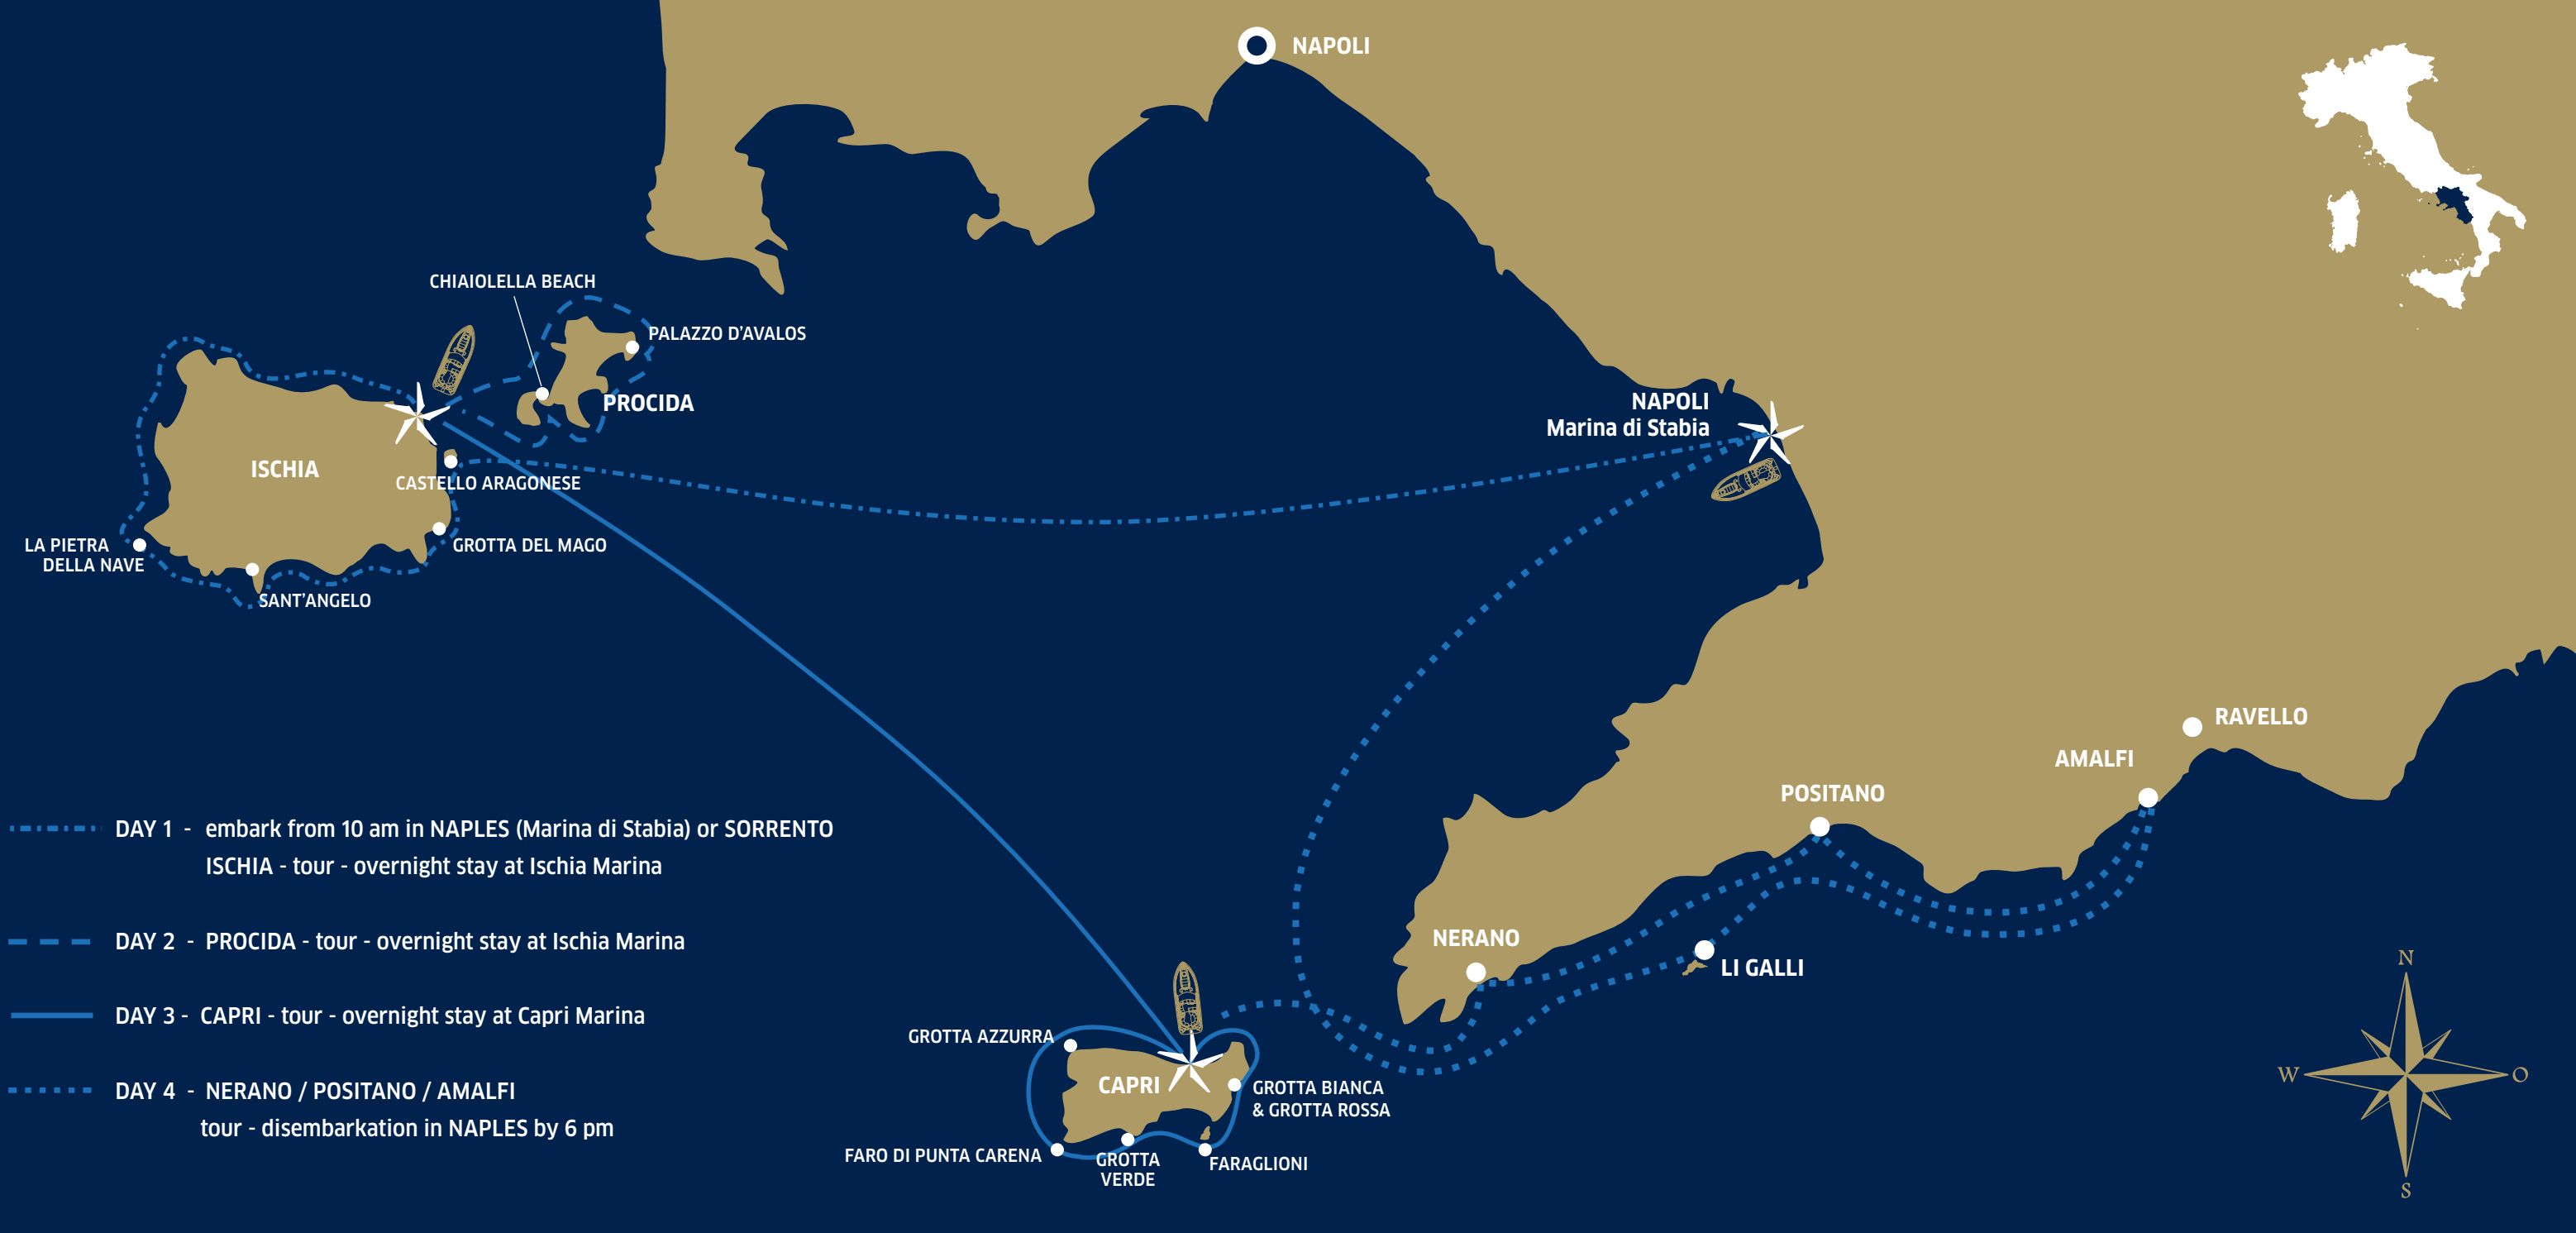 NAPOLI
CHIAIOLELLA BEACH
PALAZZO D'AVALOS
PROCIDA
NAPOLI
Marina di Stabia
ISCHIA
CASTELLO ARAGONESE
LA PIETRA
DELLA NAVE
GROTTA DEL MAGO
SANT'ANGELO
RAVELLO
AMALFI
POSITANO
NERANO
LI GALLI
DAY 1 - embark from 10 am in NAPLES (Marina di Stabia) or SORRENTO
ISCHIA - tour - overnight stay at Ischia Marina
DAY 2 - PROCIDA - tour - overnight stay at Ischia Marina
DAY 3 - CAPRI - tour - overnight stay at Capri Marina
DAY 4 - NERANO / POSITANO / AMALFI
tour - disembarkation in NAPLES by 6 pm
GROTTA AZZURRA
CAPRI
GROTTA BIANCA
& GROTTA ROSSA
FARO DI PUNTA CARENA
GROTTA
VERDE
FARAGLIONI
N
W
O
S